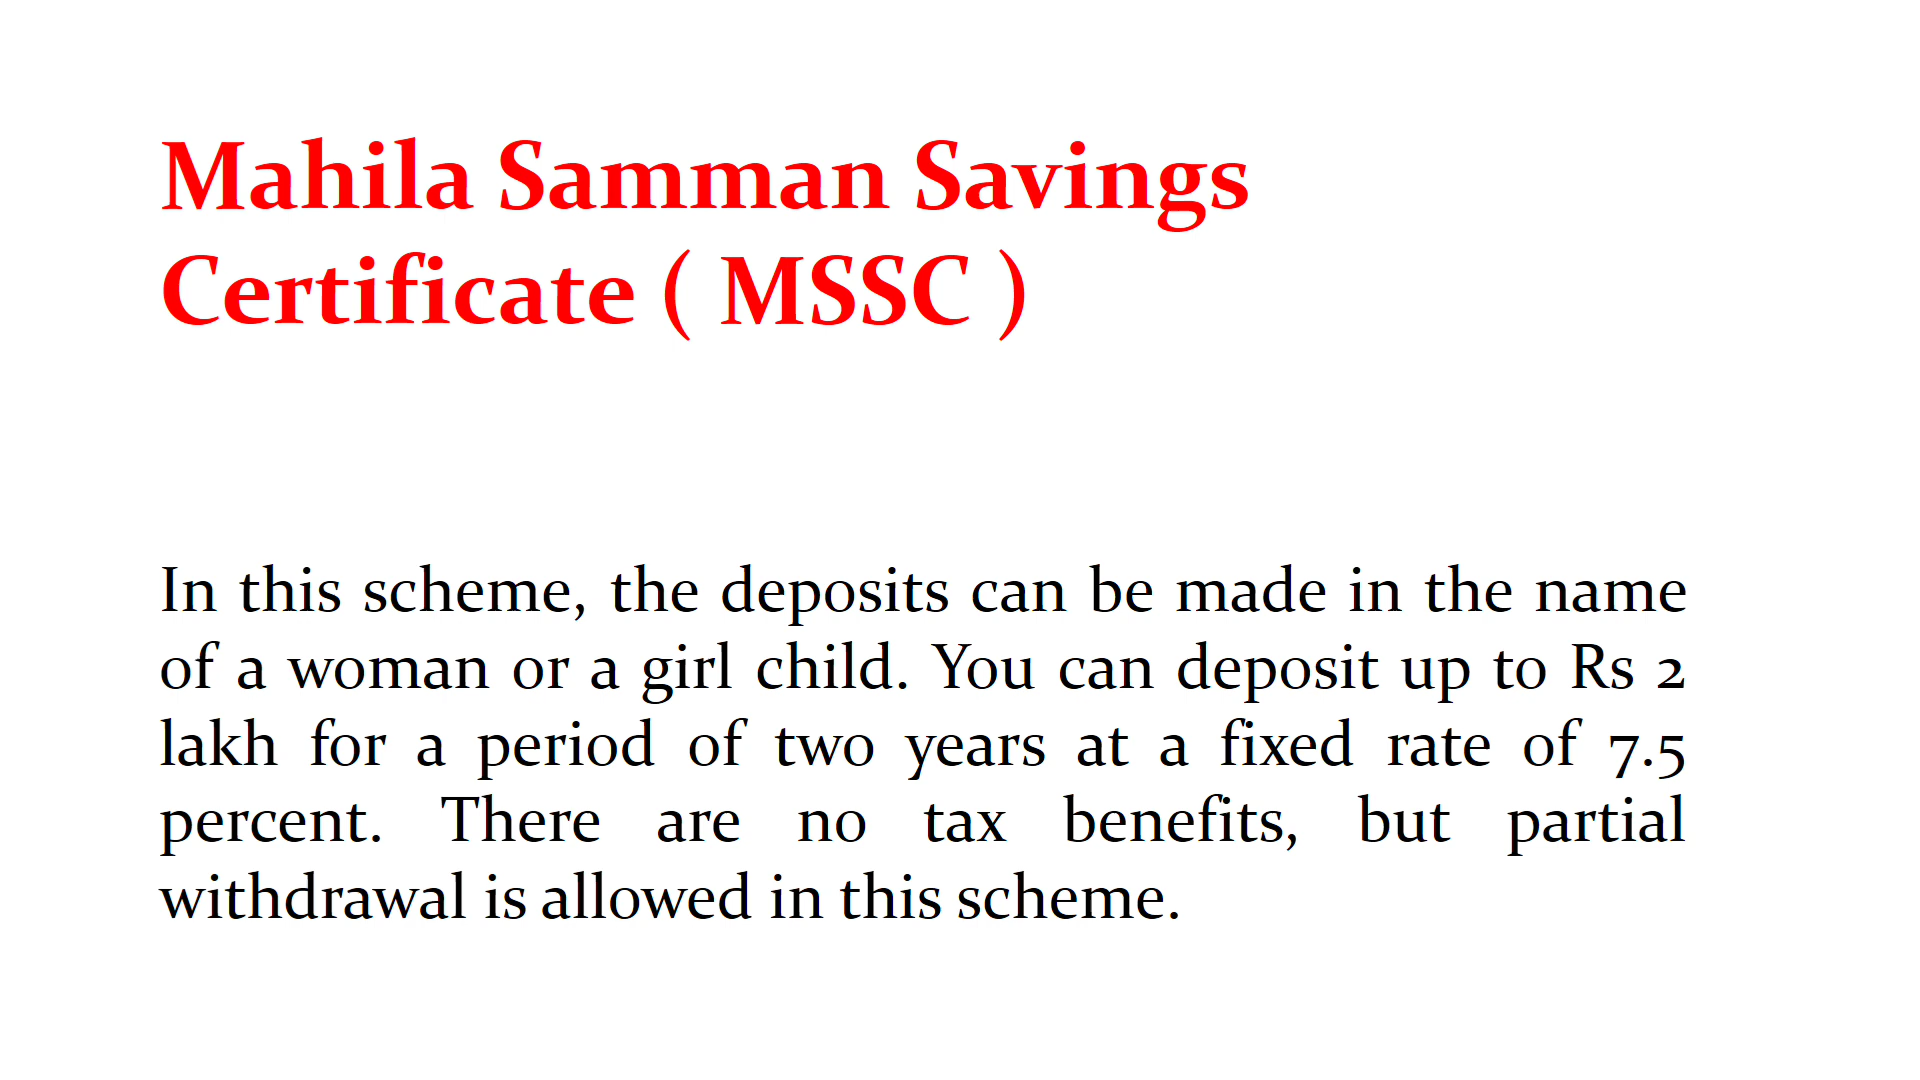 Mahila Samman Savings
Certificate ( MSSC )
In this scheme, the deposits can be made in the name
of a woman or a girl child. You can deposit up to Rs 2
lakh for a period of two years at a fixed rate of 7.5
percent. There are no tax benefits, but partial
withdrawal is allowed in this scheme.